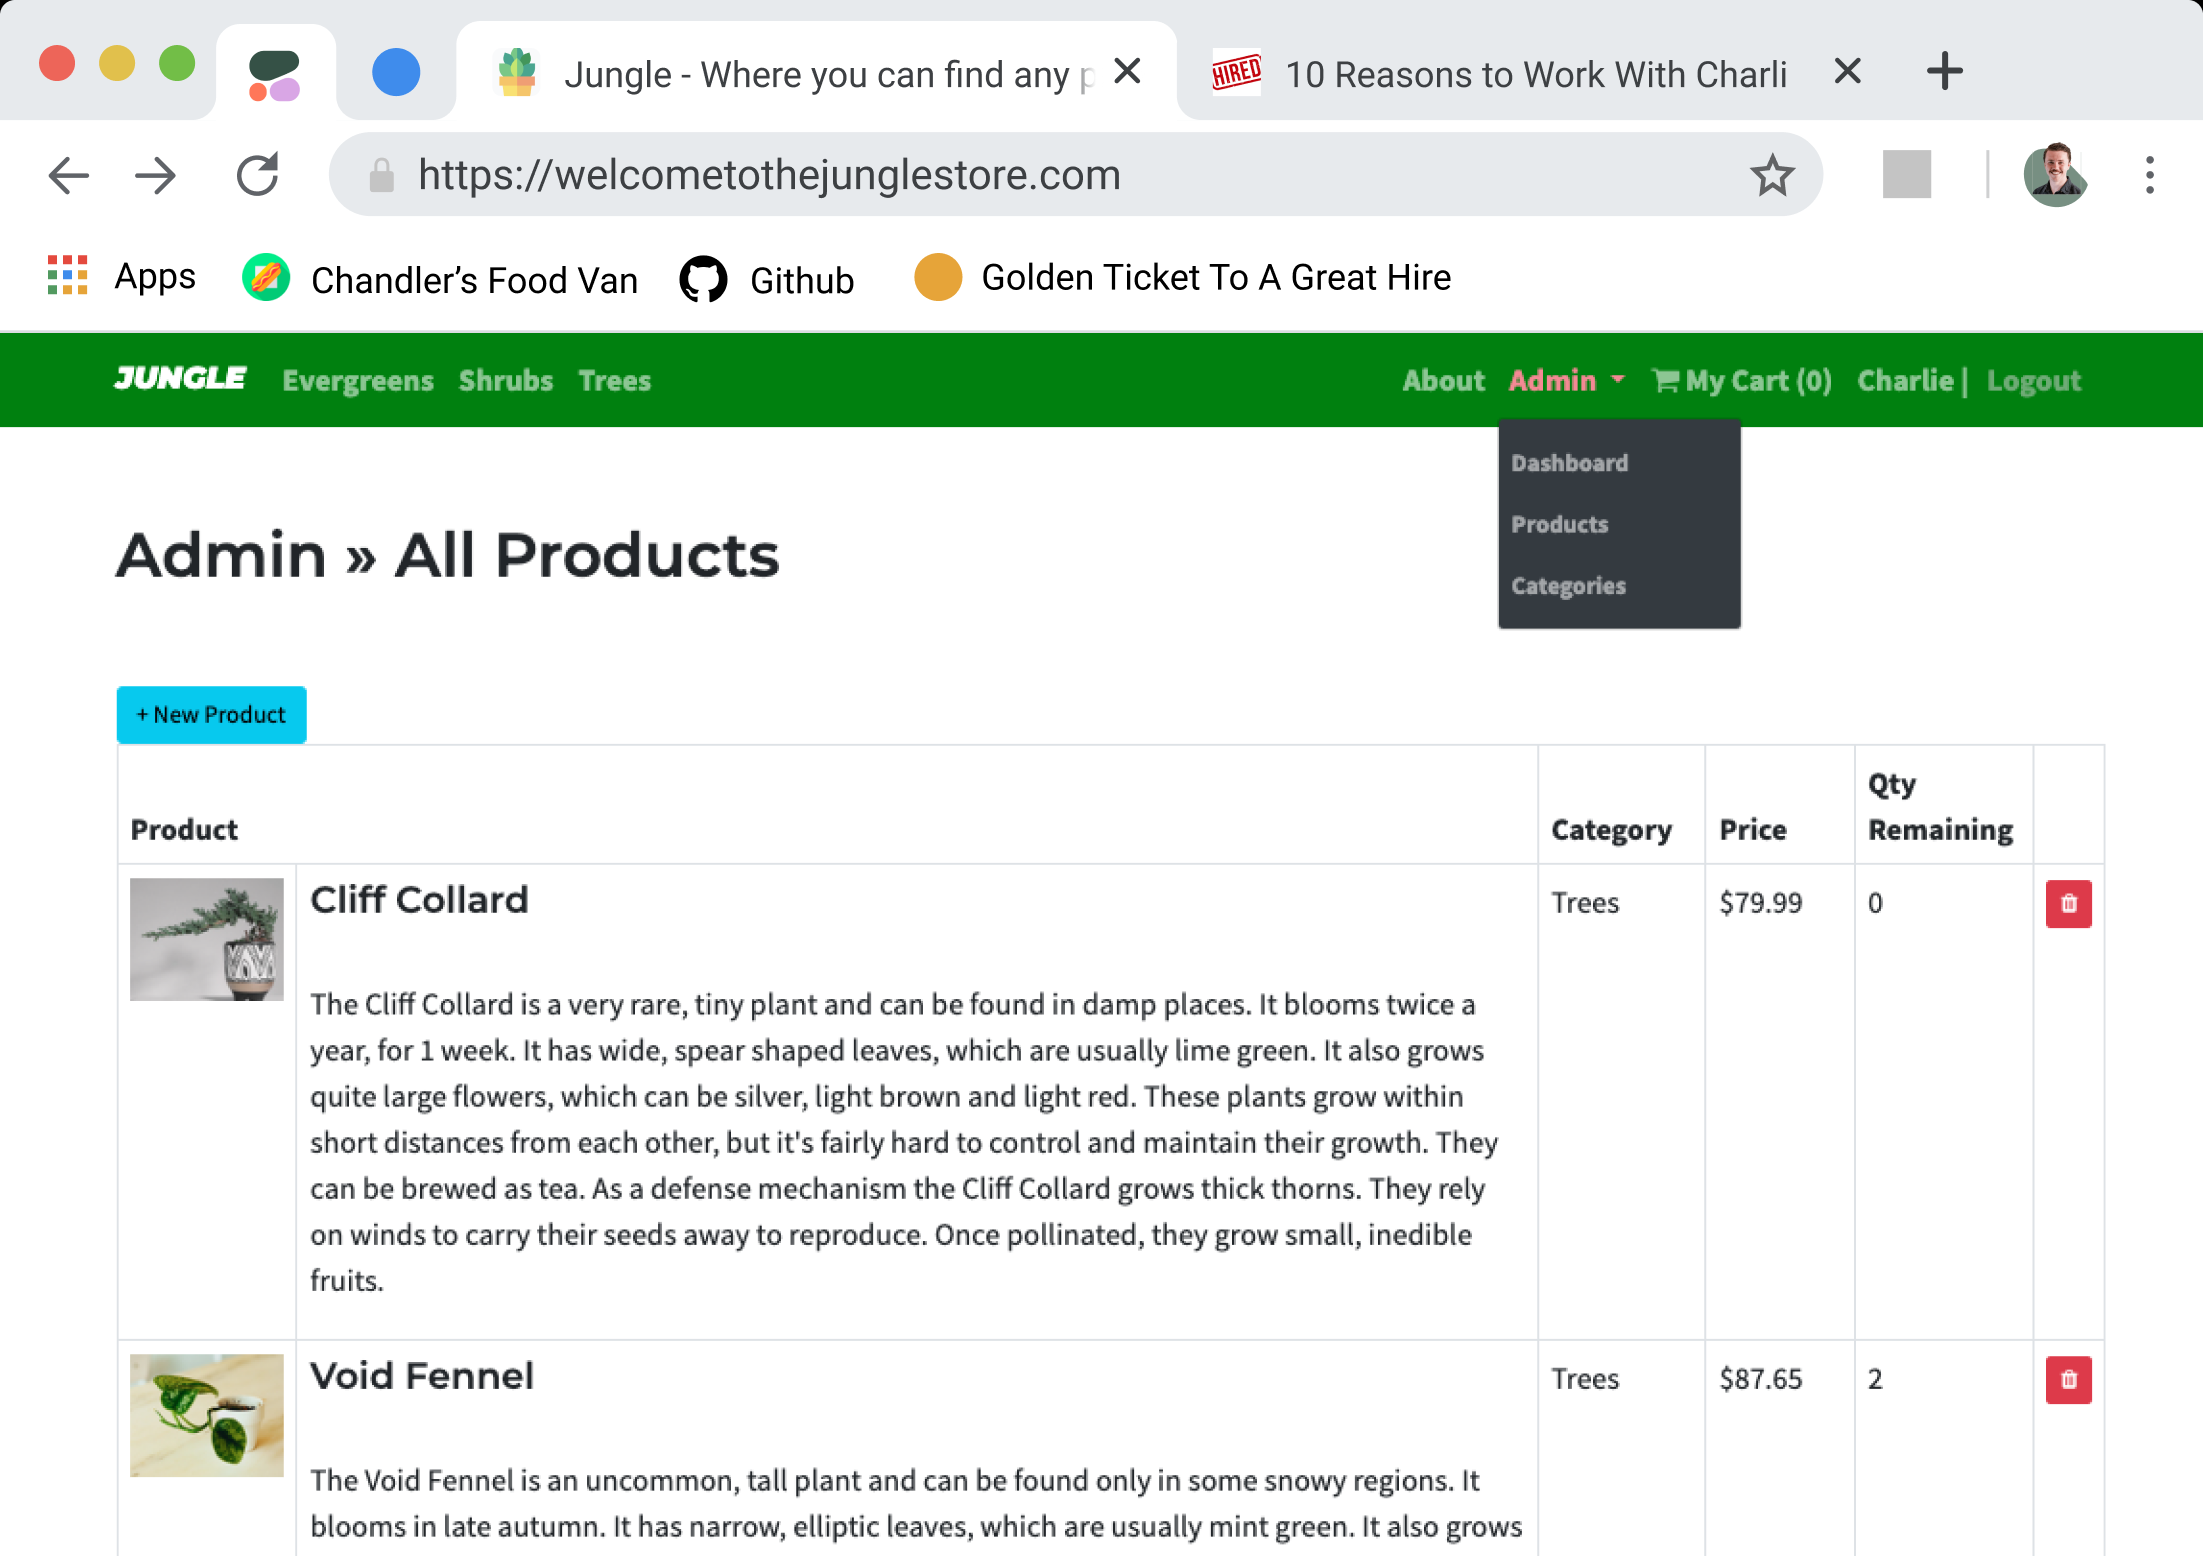 Jungle - Where you can find any p
HIRED
10 Reasons to Work With Charli
https://welcometothejunglestore.com
Apps
Chandler’s Food Van
Github
Golden Ticket To A Great Hire
JUNGLE
Evergreens
Shrubs
Trees
About
Admin
My Cart (0)
Charlie |
Logout
Dashboard
Products
Categories
Admin » All Products
+ New Product
Product
Category
Price
Qty
Remaining
Cliff Collard
Trees
$79.99
0
The Cliff Collard is a very rare, tiny plant and can be found in damp places. It blooms twice a
year, for 1 week. It has wide, spear shaped leaves, which are usually lime green. It also grows
quite large flowers, which can be silver, light brown and light red. These plants grow within
short distances from each other, but it's fairly hard to control and maintain their growth. They
can be brewed as tea. As a defense mechanism the Cliff Collard grows thick thorns. They rely
on winds to carry their seeds away to reproduce. Once pollinated, they grow small, inedible
fruits.
Void Fennel
Trees
$87.65
2
The Void Fennel is an uncommon, tall plant and can be found only in some snowy regions. It
blooms in late autumn. It has narrow, elliptic leaves, which are usually mint green. It also grows